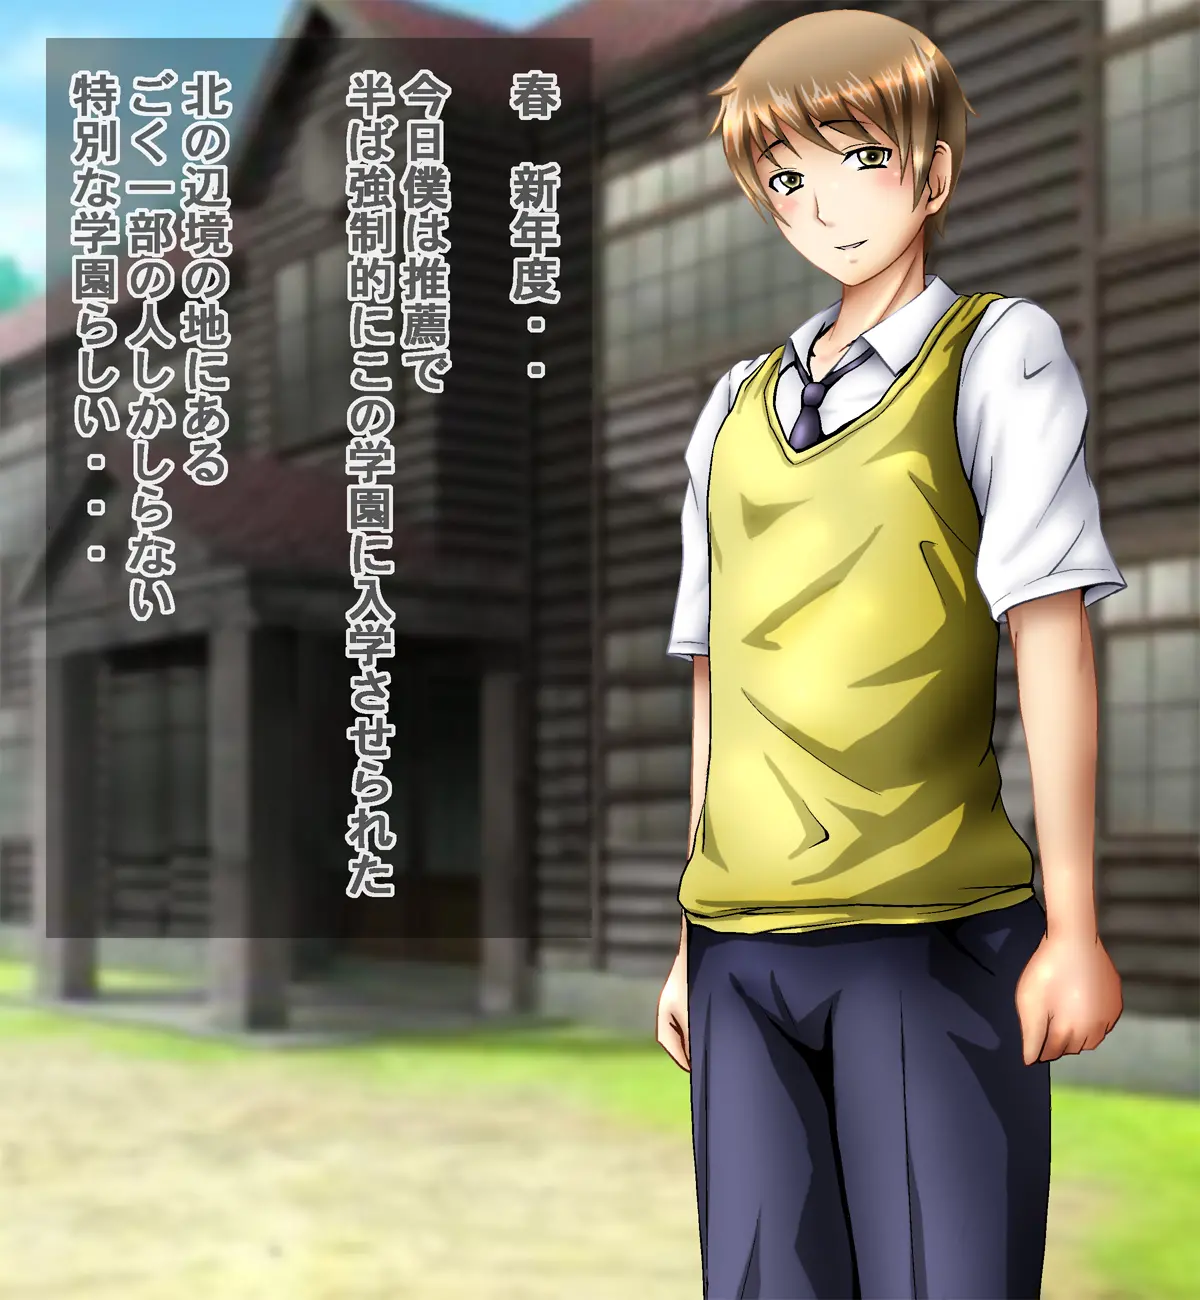 春　新年度・・
今日僕は推薦で
半ば強制的にこの学園に入学させられた
北の辺境の地にある
ごく一部の人しかしらない
特別な学園らしい・・・